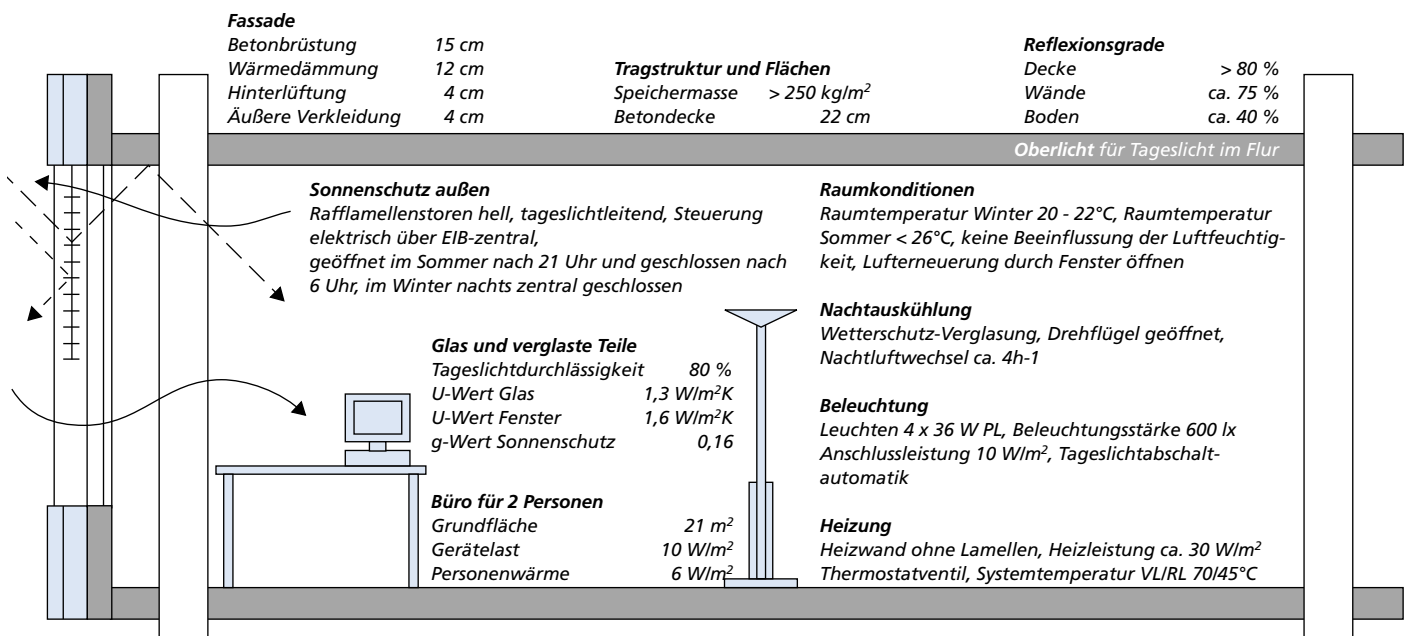 Fassade
Betonbrüstung 15 cm
Wärmedämmung 12 cm
Hinterlüftung 4 cm
Äußere Verkleidung 4 cm
Tragstruktur und Flächen
Speichermasse > 250 kg/m²
Betondecke 22 cm
Reflexionsgrade
Decke > 80 %
Wände ca. 75 %
Boden ca. 40 %
Oberlicht für Tageslicht im Flur
Sonnenschutz außen
Rafflamellenstoren hell, tageslichtleitend, Steuerung
elektrisch über EIB-zentral,
geöffnet im Sommer nach 21 Uhr und geschlossen nach
6 Uhr, im Winter nachts zentral geschlossen
Glas und verglaste Teile
Tageslichtdurchlässigkeit 80 %
U-Wert Glas 1,3 W/m²K
U-Wert Fenster 1,6 W/m²K
g-Wert Sonnenschutz 0,16
Büro für 2 Personen
Grundfläche 21 m²
Gerätelast 10 W/m²
Personenwärme 6 W/m²
Raumkonditionen
Raumtemperatur Winter 20 - 22°C, Raumtemperatur
Sommer < 26°C, keine Beeinflussung der Luftfeuchtig-
keit, Lufterneuerung durch Fenster öffnen
Nachtauskühlung
Wetterschutz-Verglasung, Drehflügel geöffnet,
Nachtluftwechsel ca. 4h-1
Beleuchtung
Leuchten 4 x 36 W PL, Beleuchtungsstärke 600 lx
Anschlussleistung 10 W/m², Tageslichtabschalt-
automatik
Heizung
Heizwand ohne Lamellen, Heizleistung ca. 30 W/m²
Thermostatventil, Systemtemperatur VL/RL 70/45°C